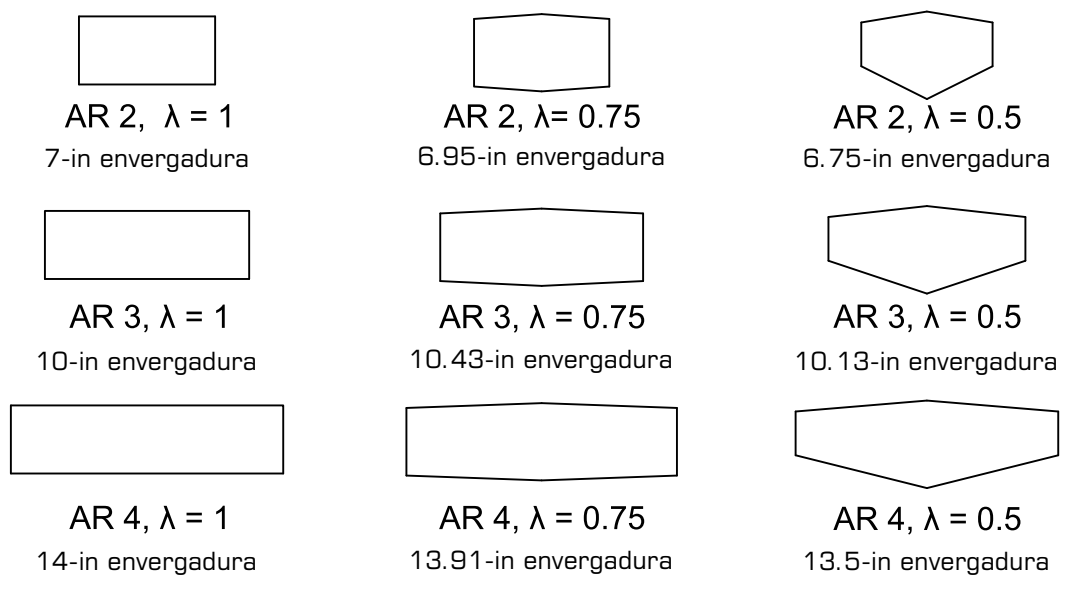 AR 2, λ = 1
7-in envergadura
AR 2, λ= 0.75
6.95-in envergadura
AR 2, λ = 0.5
6.75-in envergadura
AR 3, λ = 1
10-in envergadura
AR 3, λ = 0.75
10.43-in envergadura
AR 3, λ = 0.5
10.13-in envergadura
AR 4, λ = 1
14-in envergadura
AR 4, λ = 0.75
13.91-in envergadura
AR 4, λ = 0.5
13.5-in envergadura